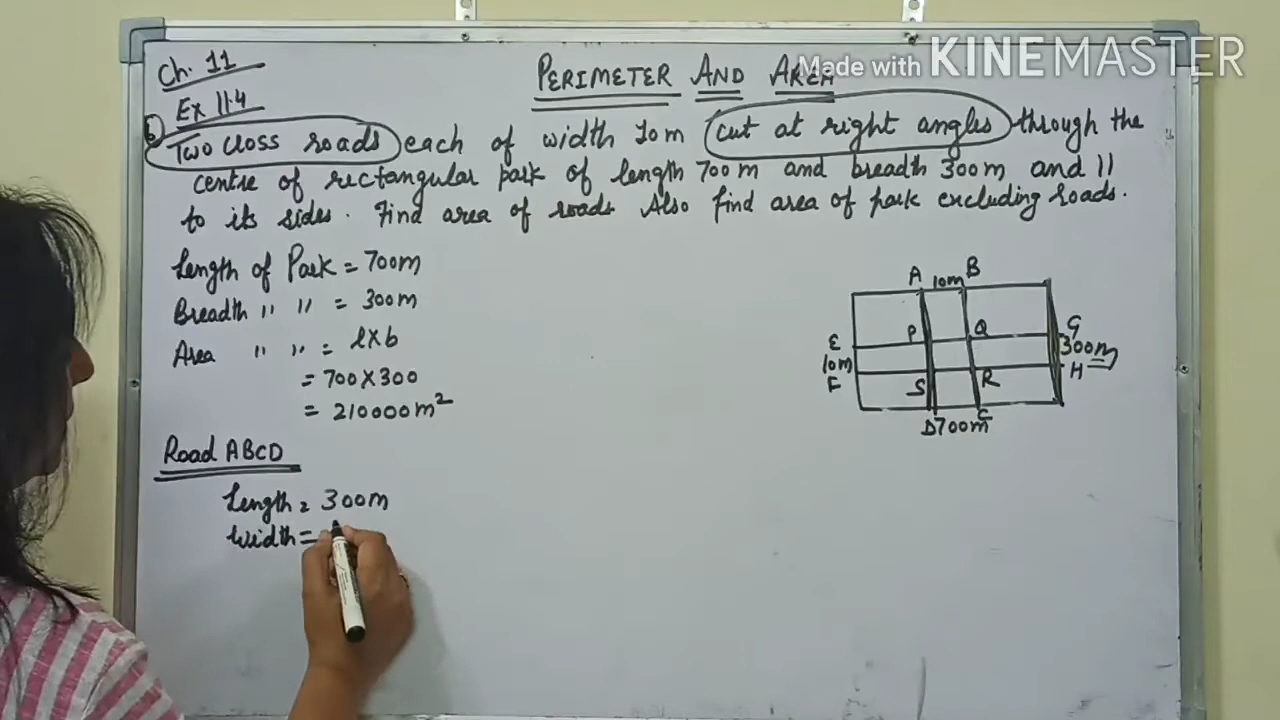 Made with KINEMASTER
Ch. 11
Ex 11.4
PERIMETER AND AREA
6 Two cross roads each of width 10m cut at right angles through the
centre of rectangular park of length 700m and breadth 300m and ||
to its sides. Find area of roads Also find area of park excluding roads.
Length of Park = 700m
Breadth " " = 300m
Area " " = l×b
= 700×300
= 210000m²
Road ABCD
Length = 300m
Width =
A 10m B
E P Q G
10m 300m
F S R H
D 700m C